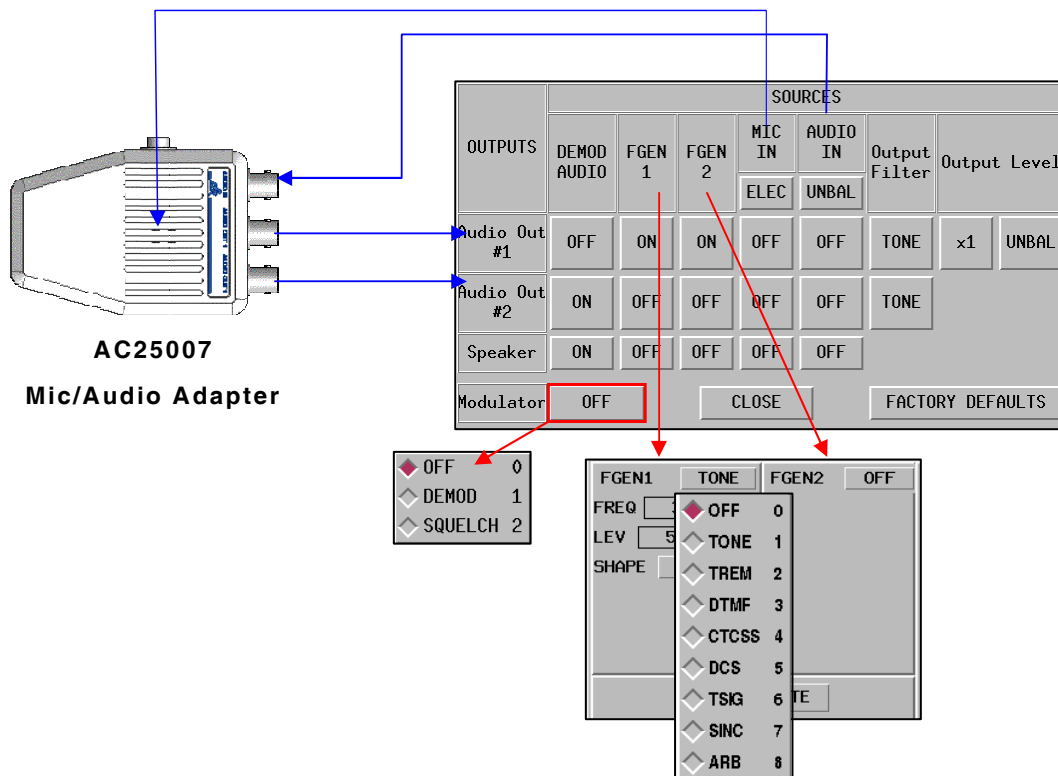 SOURCES
OUTPUTS
DEMOD AUDIO
FGEN 1
FGEN 2
MIC IN
ELEC
AUDIO IN
UNBAL
Output Filter
Output Level
Audio Out #1 OFF ON ON OFF OFF TONE x1 UNBAL
Audio Out #2 ON OFF OFF OFF OFF TONE
Speaker ON OFF OFF OFF OFF
Modulator OFF CLOSE FACTORY DEFAULTS
AC25007
Mic/Audio Adapter
OFF 0
DEMOD 1
SQUELCH 2
FGEN1 TONE FGEN2 OFF
FREQ
LEV 5
SHAPE
OFF 0
TONE 1
TREM 2
DTMF 3
CTCSS 4
DCS 5
TSIG 6
SINC 7
ARB 8